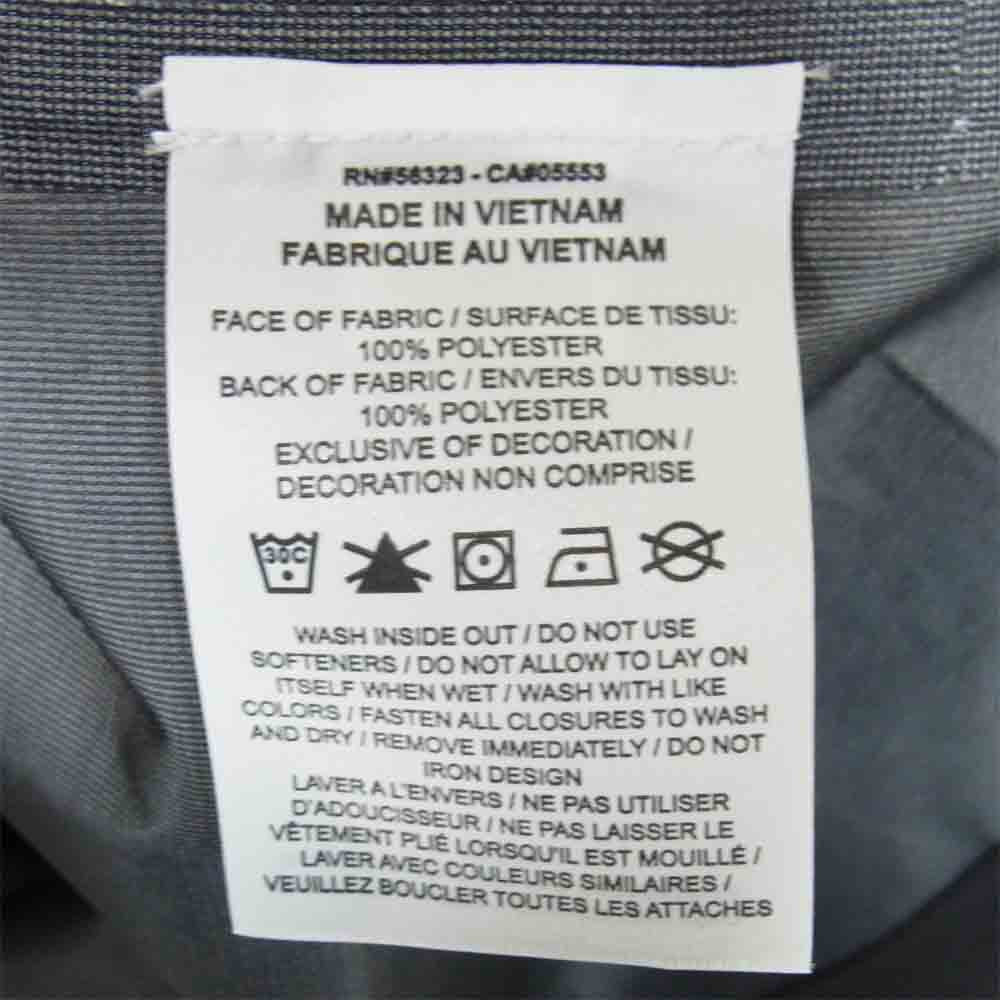 RN#56323 - CA#05553
MADE IN VIETNAM
FABRIQUE AU VIETNAM
FACE OF FABRIC / SURFACE DE TISSU:
100% POLYESTER
BACK OF FABRIC / ENVERS DU TISSU:
100% POLYESTER
EXCLUSIVE OF DECORATION /
DECORATION NON COMPRISE
30C
WASH INSIDE OUT / DO NOT USE
SOFTENERS / DO NOT ALLOW TO LAY ON
ITSELF WHEN WET / WASH WITH LIKE
COLORS / FASTEN ALL CLOSURES TO WASH
AND DRY / REMOVE IMMEDIATELY / DO NOT
IRON DESIGN
LAVER A L'ENVERS / NE PAS UTILISER
D'ADOUCISSEUR / NE PAS LAISSER LE
VÊTEMENT PLIÉ LORSQU'IL EST MOUILLÉ /
LAVER AVEC COULEURS SIMILAIRES /
VEUILLEZ BOUCLER TOUTES LES ATTACHES